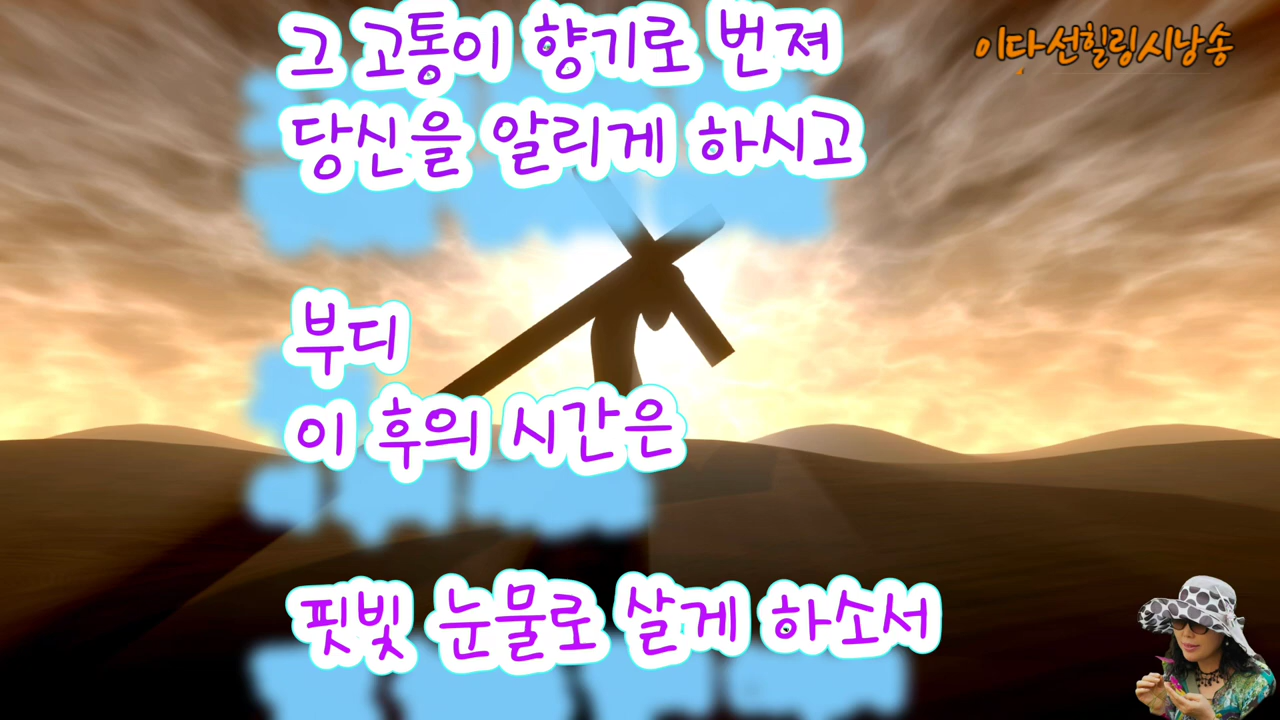 그 고통이 향기로 번져
이다선힐링시낭송
당신을 알리게 하시고
부디
이 후의 시간은
핏빛 눈물로 살게 하소서